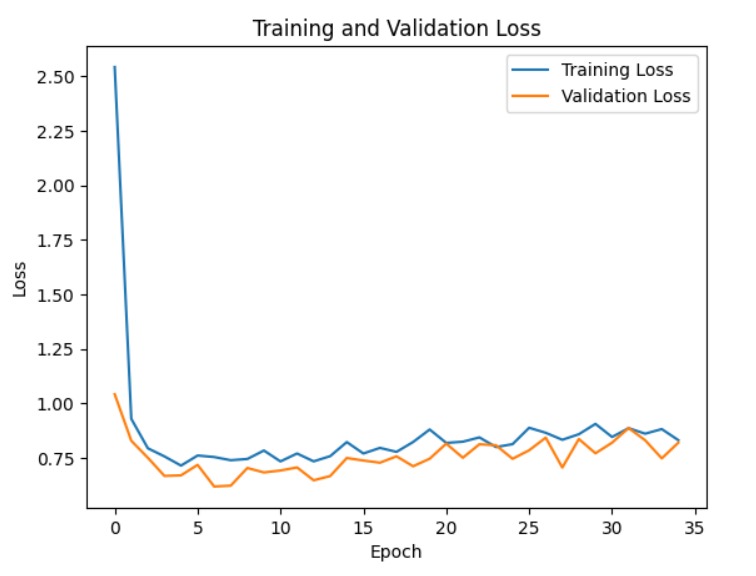 Training and Validation Loss
Training Loss
Validation Loss
2.50
2.25
2.00
1.75
1.50
1.25
1.00
0.75
Loss
0 5 10 15 20 25 30 35
Epoch